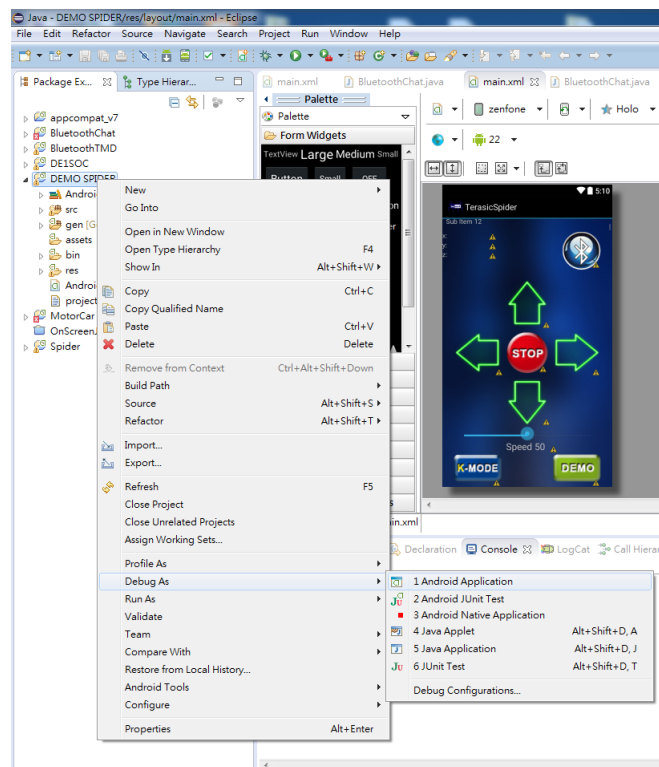 Java - DEMO SPIDER/res/layout/main.xml - Eclipse
File Edit Refactor Source Navigate Search Project Run Window Help
Package Ex... Type Hierar...
main.xml BluetoothChat.java main.xml BluetoothChat.java
Palette
Palette
zenfone Holo
Form Widgets
22
TextView Large Medium Small
Button Small OFF
appcompat_v7
BluetoothChat
BluetoothTMD
DE1SOC
DEMO SPIDER
Androi
src
gen [G
assets
bin
res
Androi
project
MotorCar
OnScreen
Spider
New
Go Into
Open in New Window
Open Type Hierarchy F4
Show In Alt+Shift+W
Copy Ctrl+C
Copy Qualified Name
Paste Ctrl+V
Delete Delete
Remove from Context Ctrl+Alt+Shift+Down
Build Path
Source Alt+Shift+S
Refactor Alt+Shift+T
Import...
Export...
Refresh F5
Close Project
Close Unrelated Projects
Assign Working Sets...
Profile As
Debug As
Run As
Validate
Team
Compare With
Restore from Local History...
Android Tools
Configure
Properties Alt+Enter
5:10
TerasicSpider
Sub Item 12
x:
y:
z:
STOP
Speed 50
K-MODE DEMO
in.xml
Declaration Console LogCat Call Hierar
1 Android Application
2 Android JUnit Test
3 Android Native Application
4 Java Applet Alt+Shift+D, A
5 Java Application Alt+Shift+D, J
6 JUnit Test Alt+Shift+D, T
Debug Configurations...